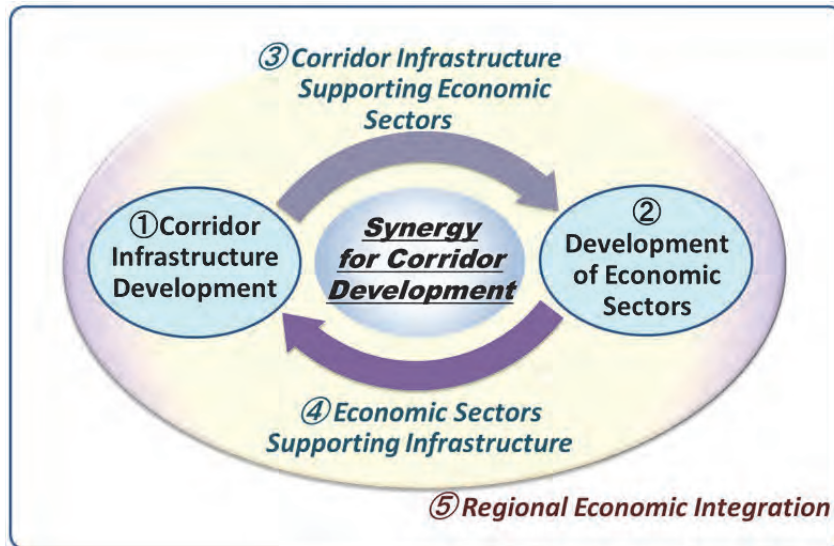 ③Corridor Infrastructure
Supporting Economic
Sectors
①Corridor
Infrastructure
Development
Synergy
for Corridor
Development
②
Development
of Economic
Sectors
④Economic Sectors
Supporting Infrastructure
⑤Regional Economic Integration